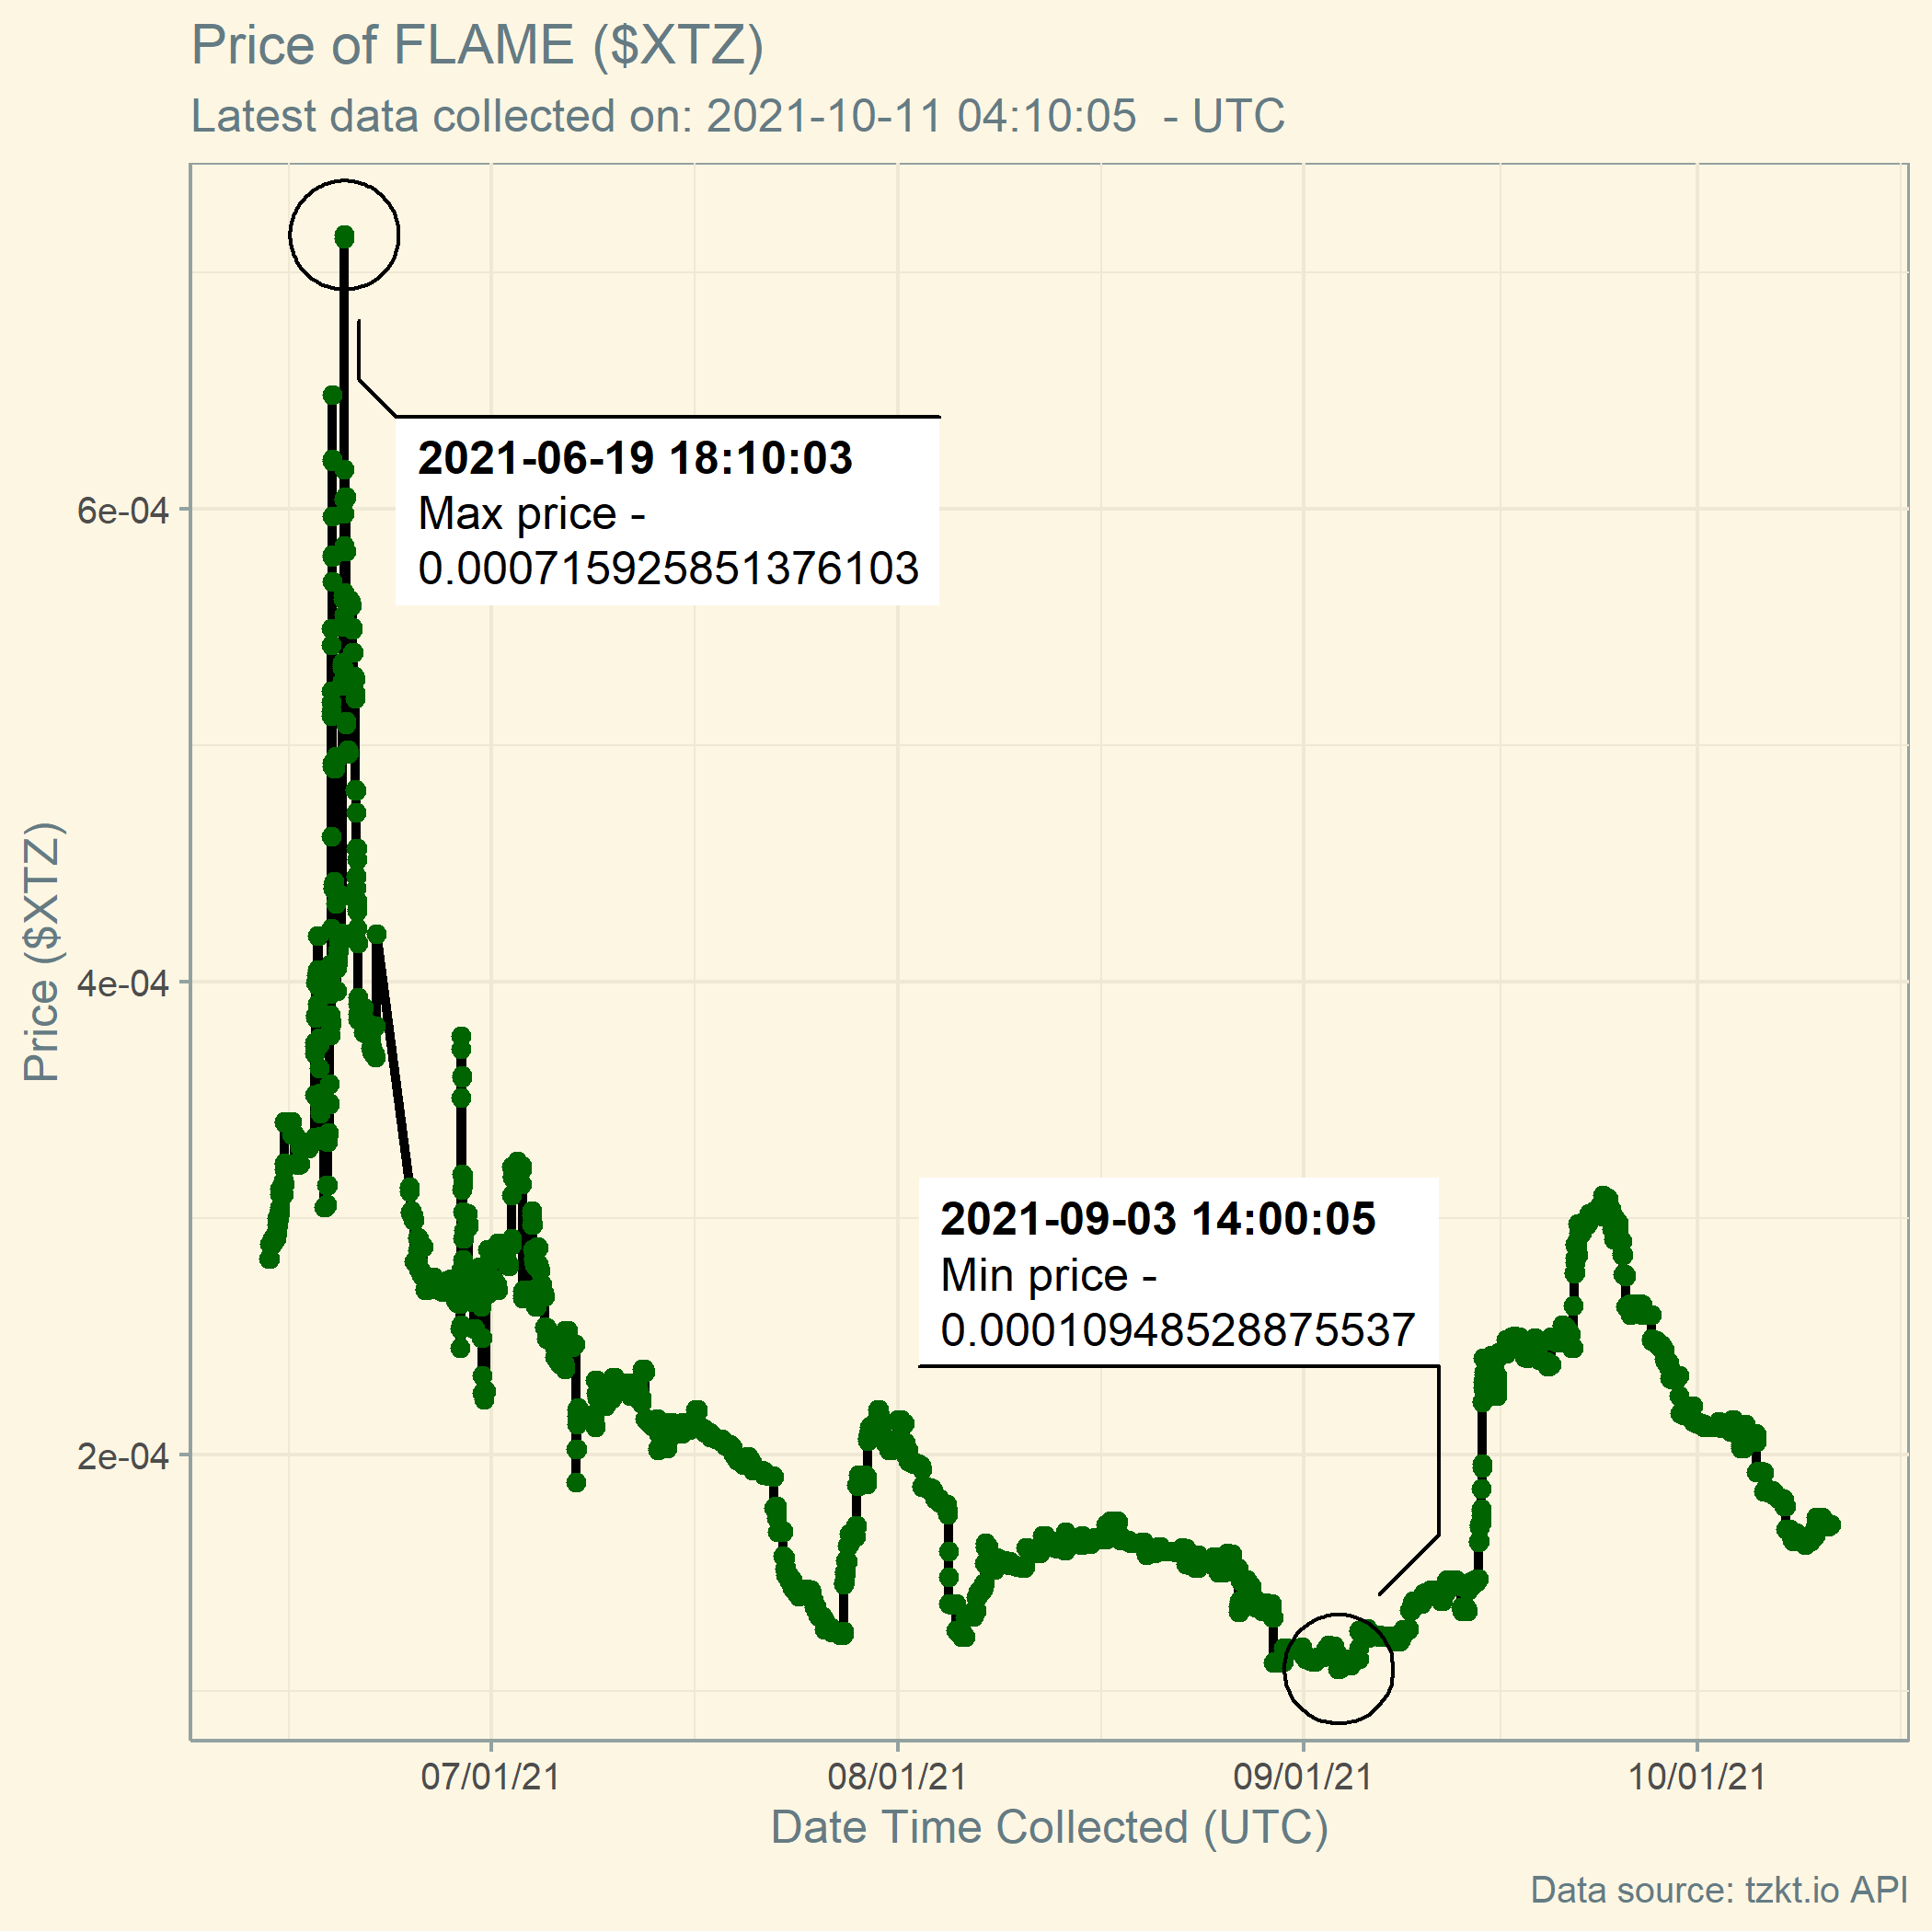 Price of FLAME ($XTZ)
Latest data collected on: 2021-10-11 04:10:05  - UTC
2021-06-19 18:10:03
Max price -
0.000715925851376103
6e-04
4e-04
2e-04
Price ($XTZ)
2021-09-03 14:00:05
Min price -
0.00010948528875537
07/01/21
08/01/21
09/01/21
10/01/21
Date Time Collected (UTC)
Data source: tzkt.io API